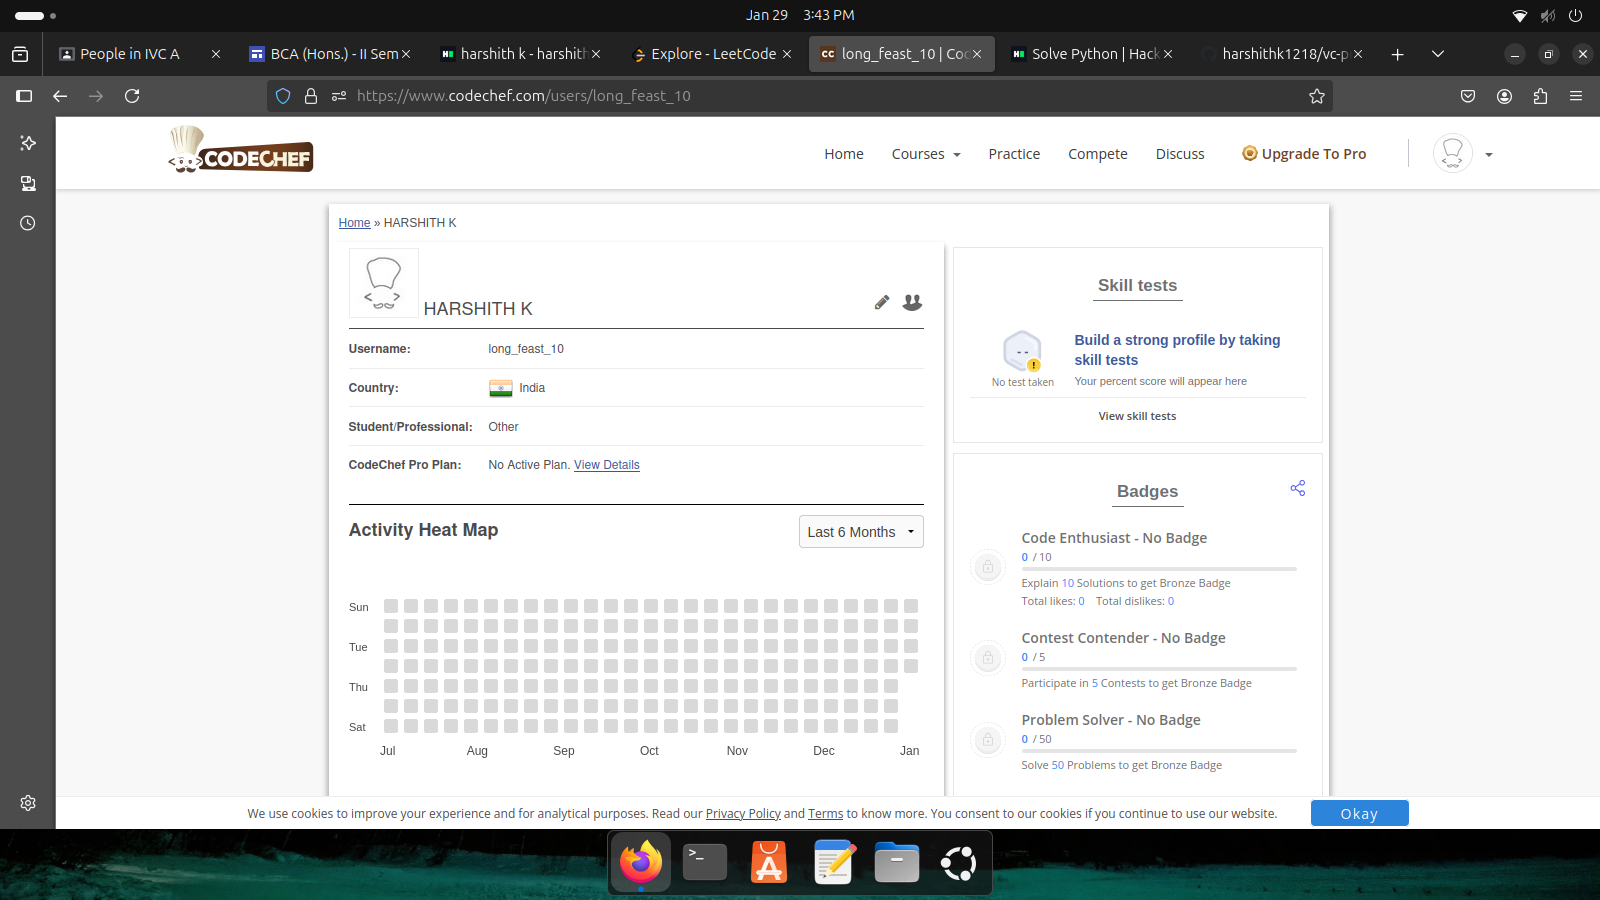 Jan 29 3:43 PM
People in IVC A
BCA (Hons.) - II Sem
harshith k - harshith
Explore - LeetCode
CC long_feast_10 | Coc
Solve Python | Hack
harshithk1218/vc-p
https://www.codechef.com/users/long_feast_10
CODECHEF
Home
Courses
Practice
Compete
Discuss
Upgrade To Pro
Home » HARSHITH K
HARSHITH K
Username: long_feast_10
Country: India
Student/Professional: Other
CodeChef Pro Plan: No Active Plan. View Details
Activity Heat Map
Last 6 Months
Sun
Tue
Thu
Sat
Jul Aug Sep Oct Nov Dec Jan
Skill tests
No test taken
Build a strong profile by taking
skill tests
Your percent score will appear here
View skill tests
Badges
Code Enthusiast - No Badge
0 / 10
Explain 10 Solutions to get Bronze Badge
Total likes: 0 Total dislikes: 0
Contest Contender - No Badge
0 / 5
Participate in 5 Contests to get Bronze Badge
Problem Solver - No Badge
0 / 50
Solve 50 Problems to get Bronze Badge
We use cookies to improve your experience and for analytical purposes. Read our Privacy Policy and Terms to know more. You consent to our cookies if you continue to use our website.
Okay